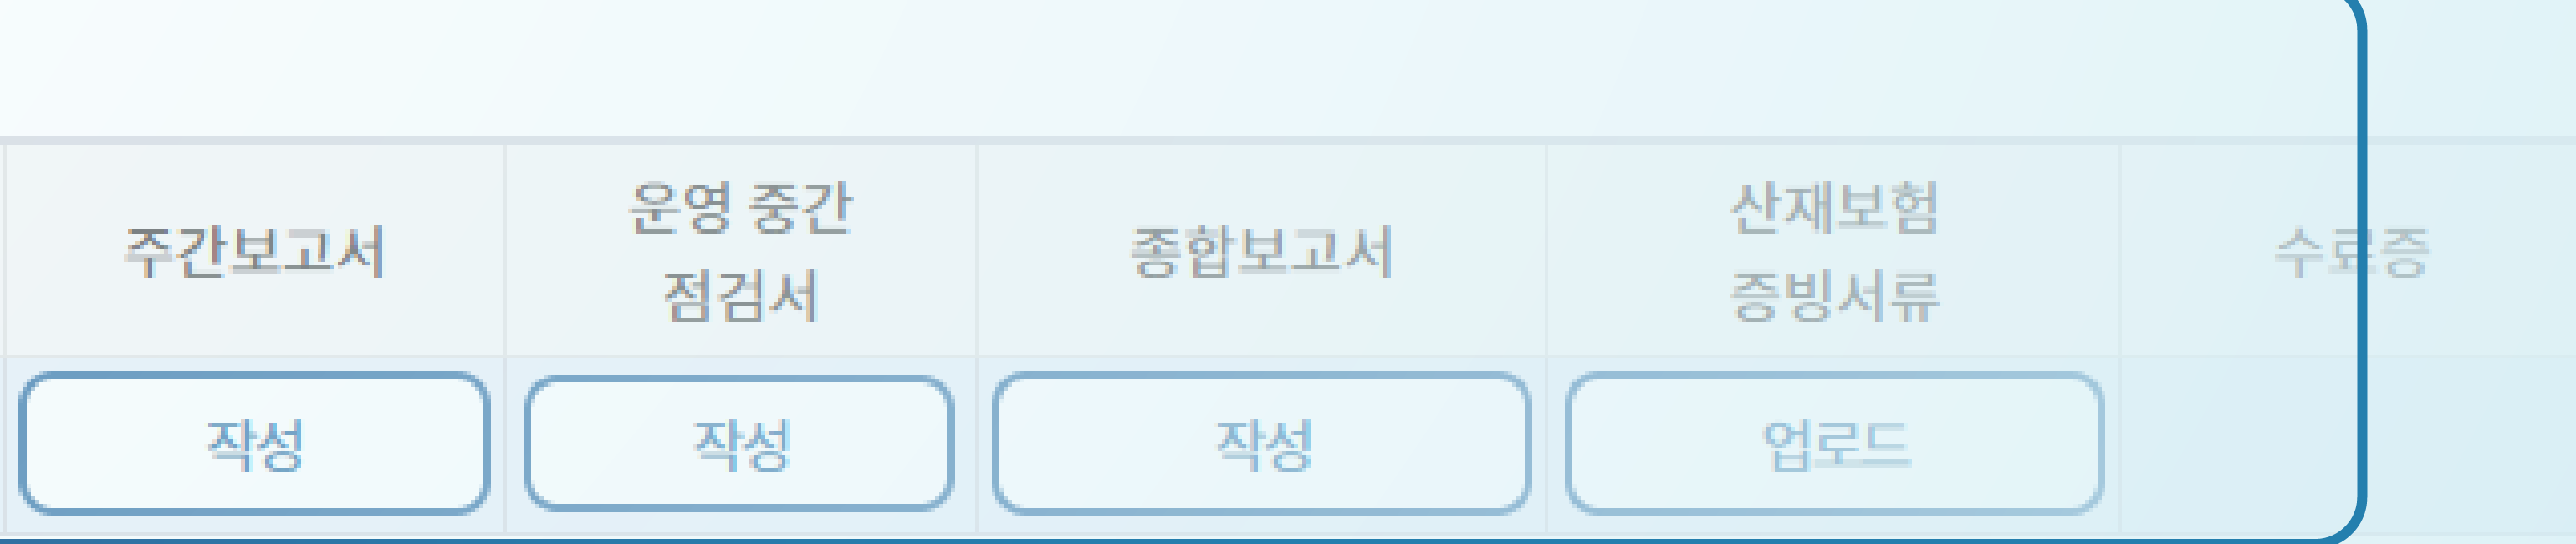 주간보고서
운영 중간
점검서
종합보고서
산재보험
증빙서류
수료증
작성
작성
작성
업로드